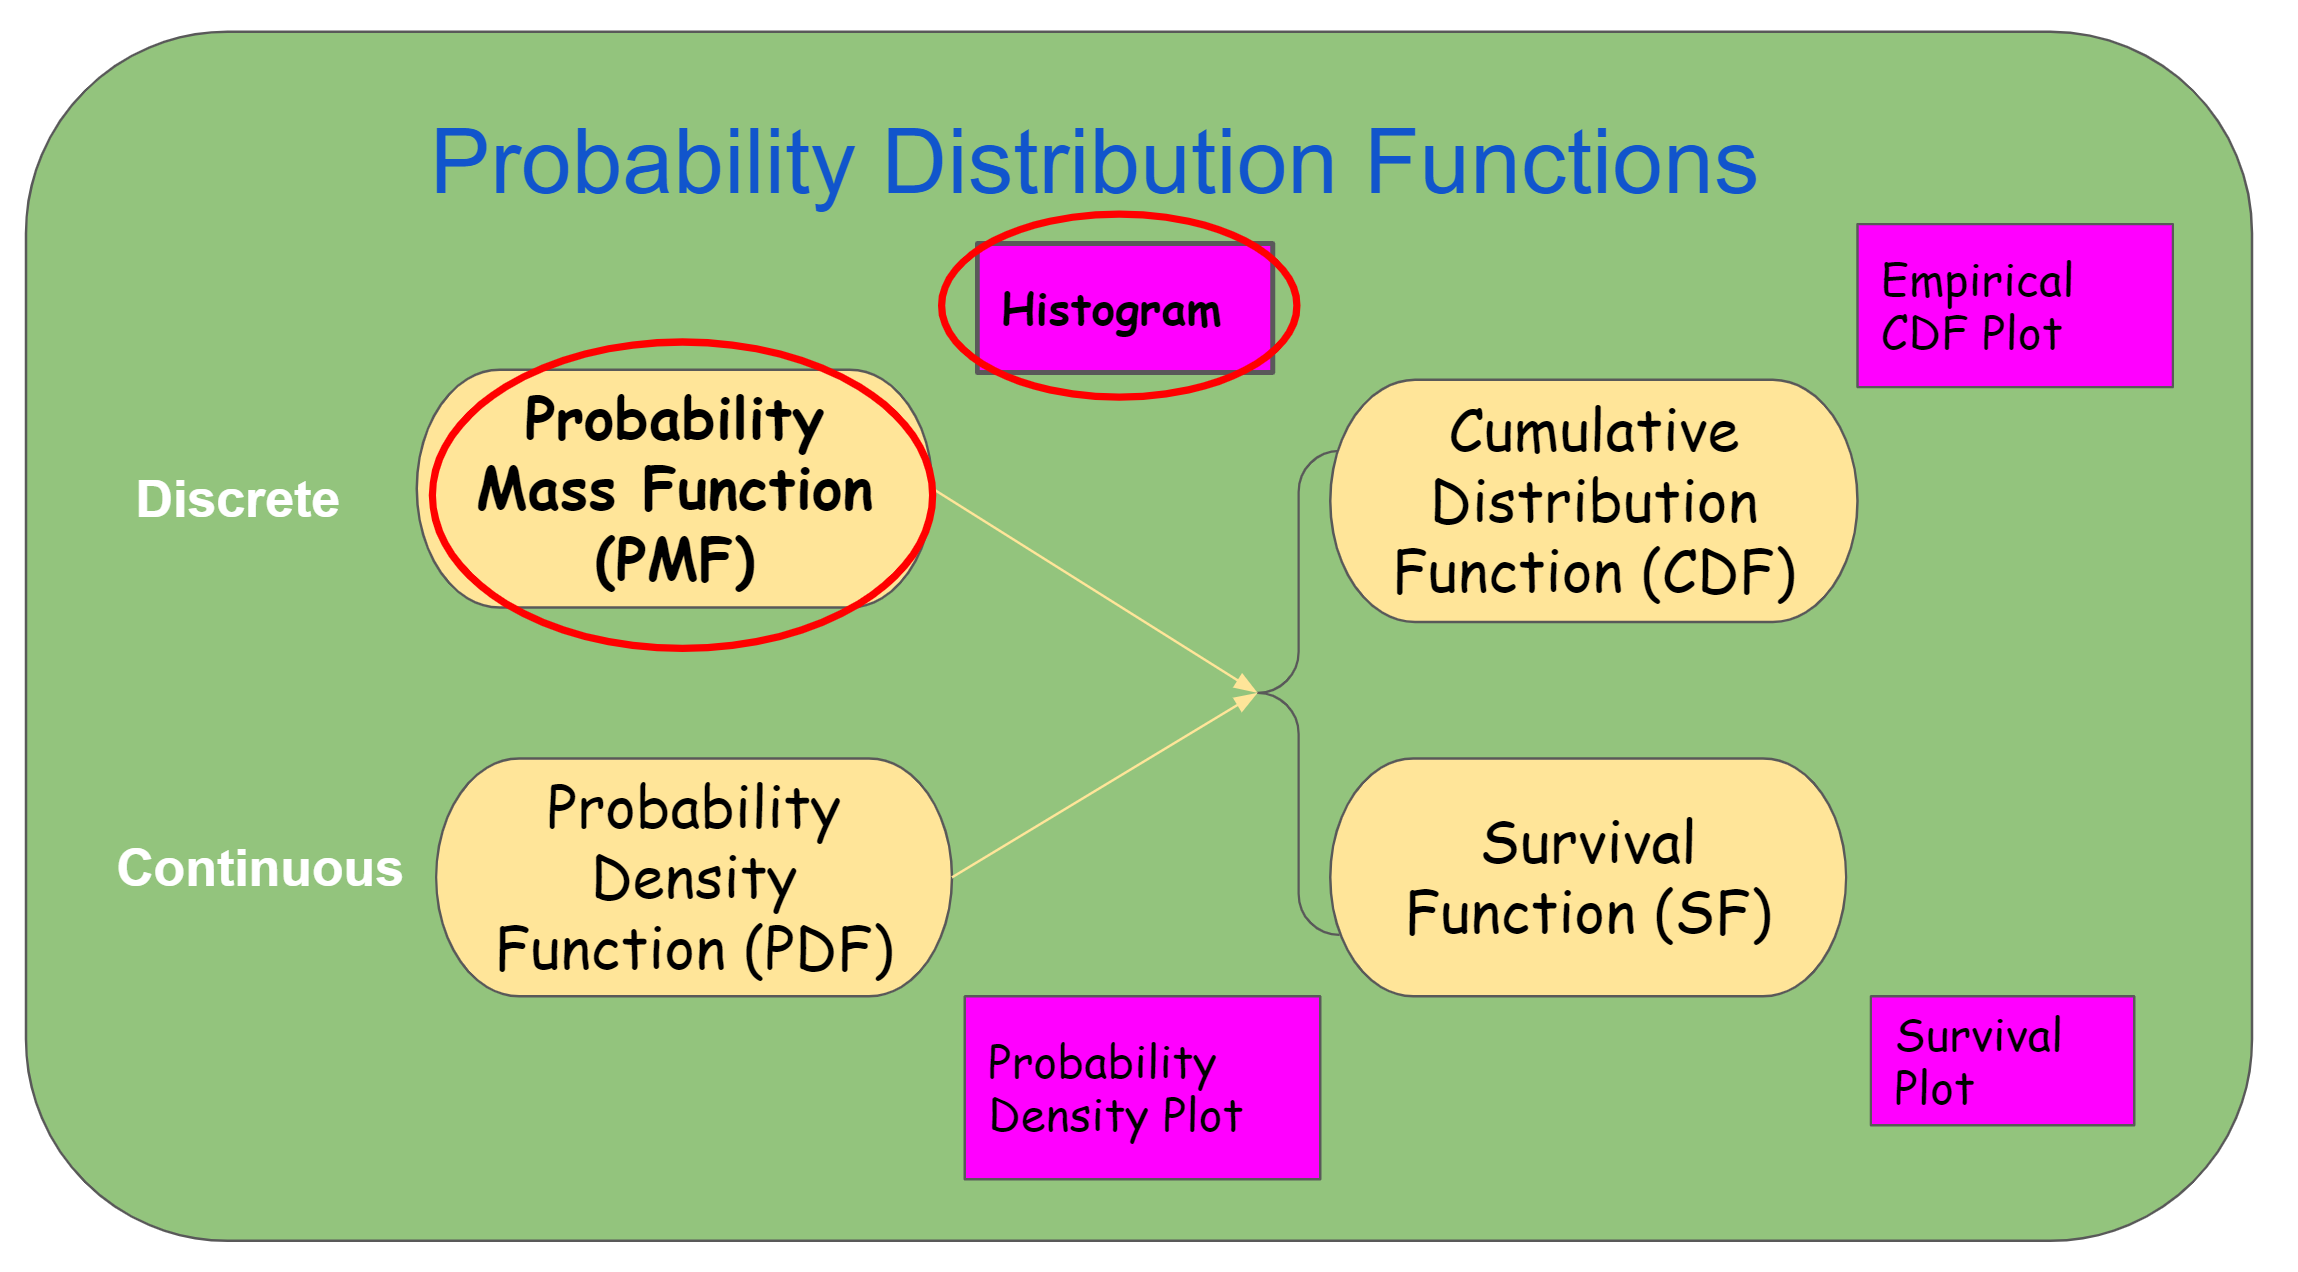 Probability Distribution Functions
Histogram
Empirical
CDF Plot
Discrete
Probability
Mass Function
(PMF)
Cumulative
Distribution
Function (CDF)
Continuous
Probability
Density
Function (PDF)
Survival
Function (SF)
Probability
Density Plot
Survival
Plot